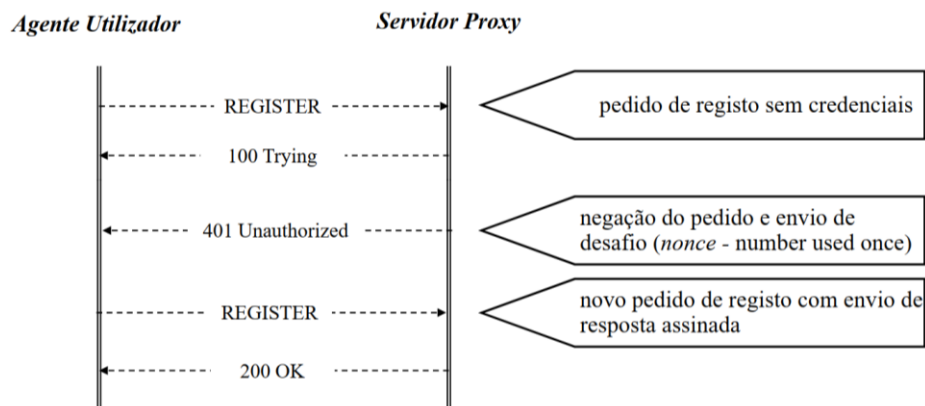 Agente Utilizador
Servidor Proxy
REGISTER
pedido de registo sem credenciais
100 Trying
401 Unauthorized
negação do pedido e envio de
desafio (nonce - number used once)
REGISTER
novo pedido de registo com envio de
resposta assinada
200 OK